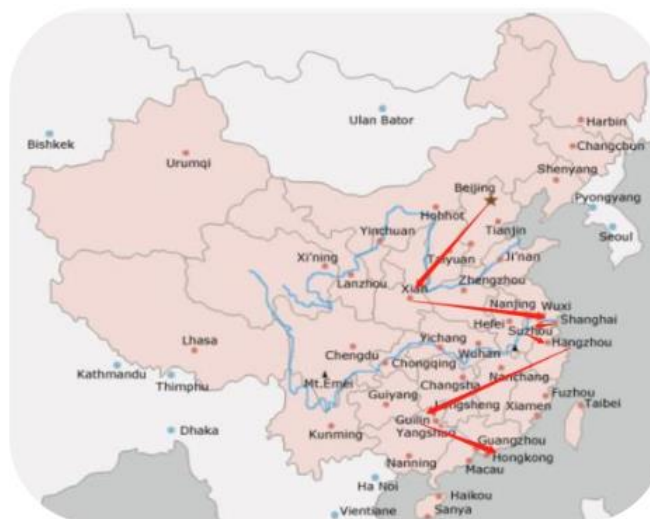 Ulan Bator
Harbin
Bishkek
Changchun
Urumqi
Shenyang
Beijing
Pyongyang
Hohhot
Tianjin
Seoul
Yinchuan
Taiyuan
Xi'ning
Ji'nan
Lanzhou
Zhengzhou
Xian
Nanjing
Wuxi
Shanghai
Hefei
Suzhou
Lhasa
Yichang
Hangzhou
Chengdu
Wuhan
Kathmandu
Chongqing
Thimphu
Mt.Emei
Changsha
Nanchang
Guiyang
Longsheng
Fuzhou
Xiamen
Taibei
Guilin
Dhaka
Kunming
Yangshuo
Guangzhou
Nanning
Hongkong
Macau
Ha Noi
Haikou
Vientiane
Sanya